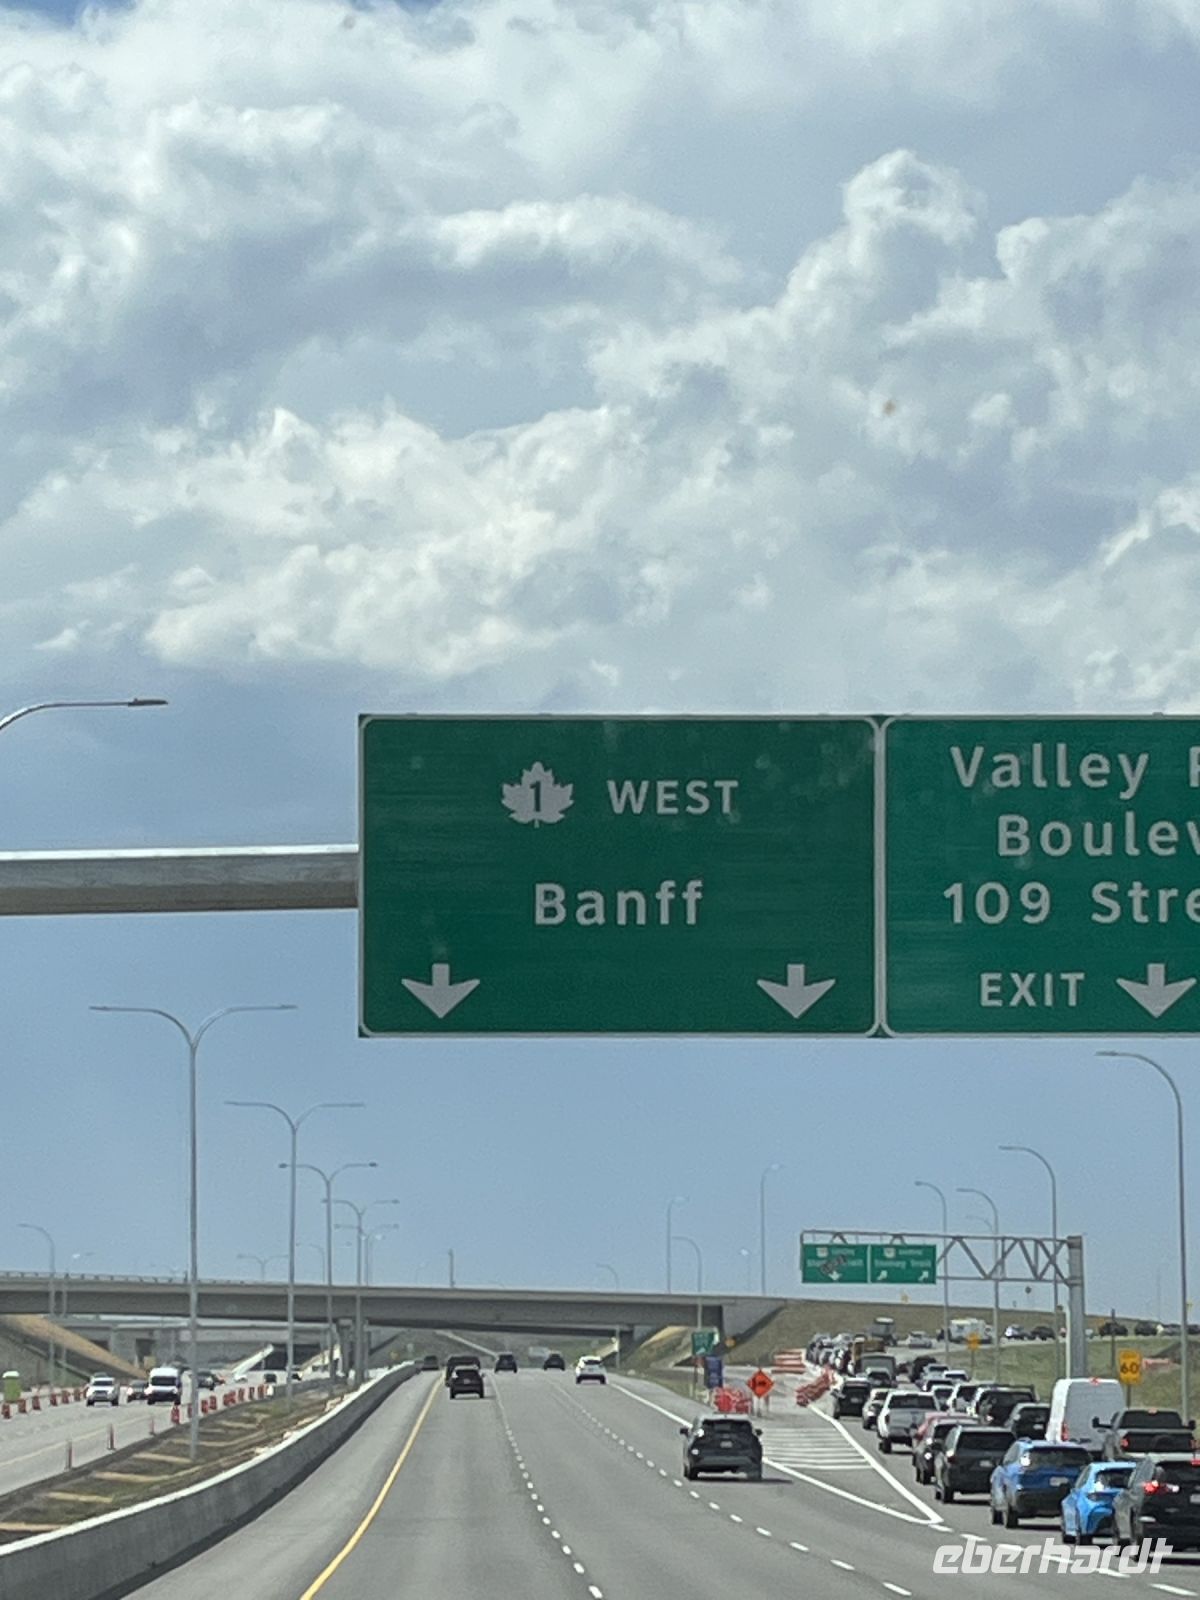 1 WEST
Banff
Valley
Boulev
109 Stre
EXIT
60
eberhardt